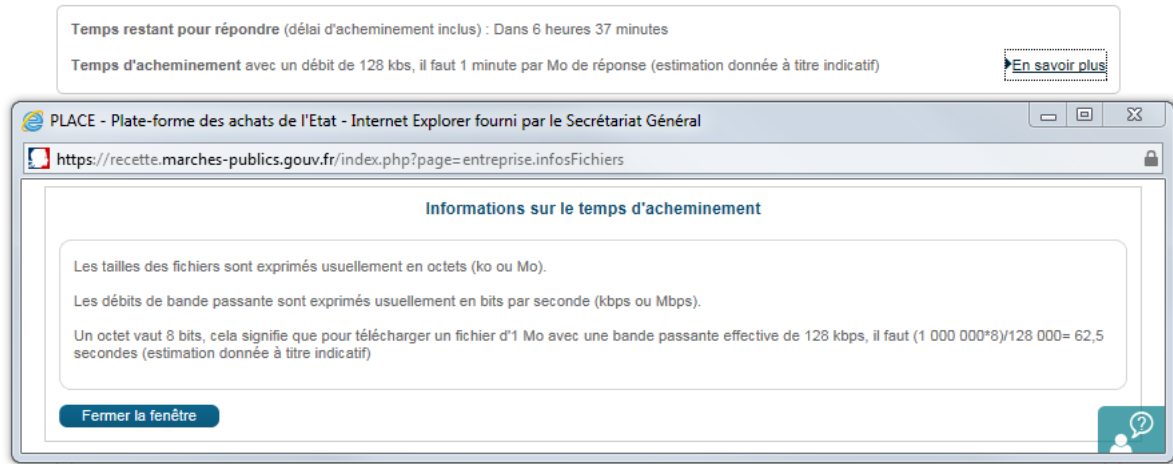 Temps restant pour répondre (délai d'acheminement inclus) : Dans 6 heures 37 minutes
Temps d'acheminement avec un débit de 128 kbs, il faut 1 minute par Mo de réponse (estimation donnée à titre indicatif)
En savoir plus
PLACE - Plate-forme des achats de l'Etat - Internet Explorer fourni par le Secrétariat Général
https://recette.marches-publics.gouv.fr/index.php?page=entreprise.infosFichiers
Informations sur le temps d'acheminement
Les tailles des fichiers sont exprimés usuellement en octets (ko ou Mo).
Les débits de bande passante sont exprimés usuellement en bits par seconde (kbps ou Mbps).
Un octet vaut 8 bits, cela signifie que pour télécharger un fichier d'1 Mo avec une bande passante effective de 128 kbps, il faut (1 000 000*8)/128 000= 62,5
secondes (estimation donnée à titre indicatif)
Fermer la fenêtre